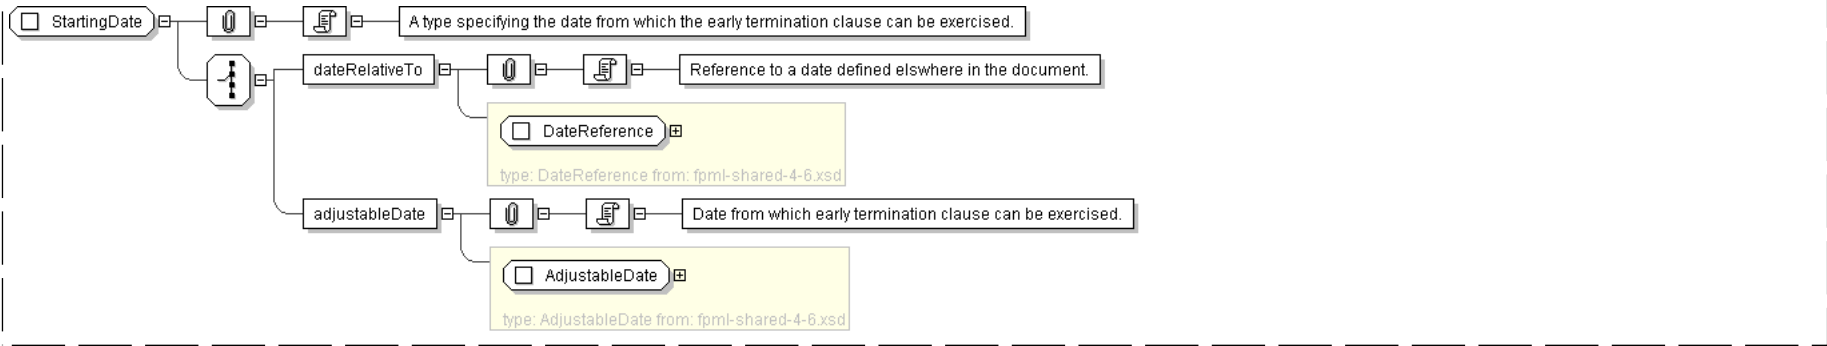 StartingDate
A type specifying the date from which the early termination clause can be exercised.
dateRelativeTo
Reference to a date defined elswhere in the document.
DateReference
type: DateReference from: fpml-shared-4-6.xsd
adjustableDate
Date from which early termination clause can be exercised.
AdjustableDate
type: AdjustableDate from: fpml-shared-4-6.xsd